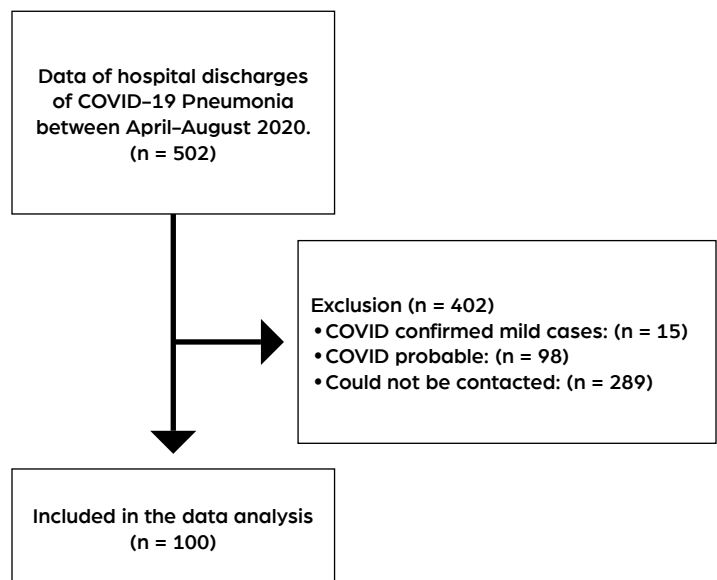 Data of hospital discharges
of COVID-19 Pneumonia
between April-August 2020.
(n = 502)
Exclusion (n = 402)
• COVID confirmed mild cases: (n = 15)
• COVID probable: (n = 98)
• Could not be contacted: (n = 289)
Included in the data analysis
(n = 100)